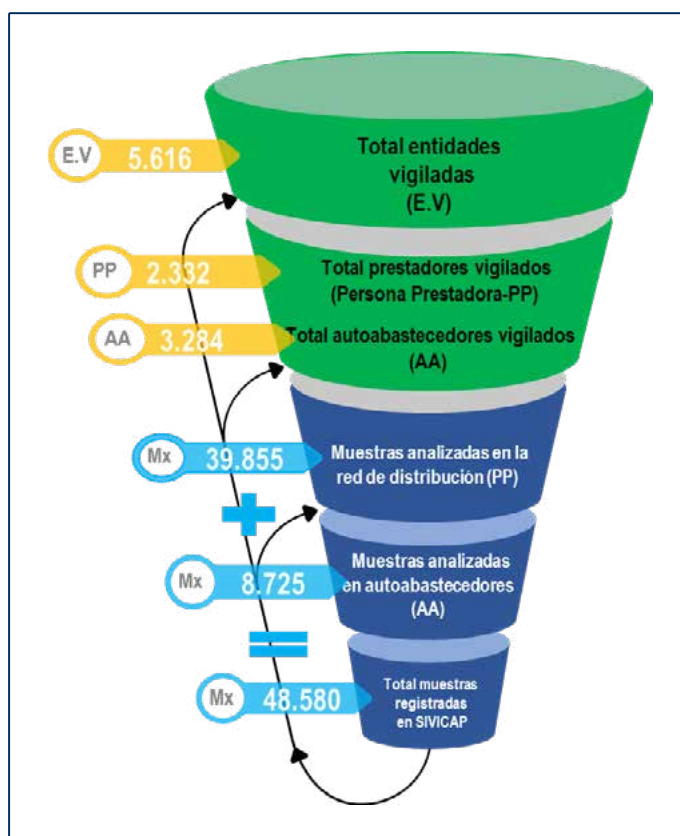 E.V 5.616
Total entidades
vigiladas
(E.V)
PP 2.332
Total prestadores vigilados
(Persona Prestadora-PP)
AA 3.284
Total autoabastecedores vigilados
(AA)
Mx 39.855
Muestras analizadas en la
red de distribución (PP)
+
Mx 8.725
Muestras analizadas
en autoabastecedores
(AA)
=
Mx 48.580
Total muestras
registradas
en SIVICAP